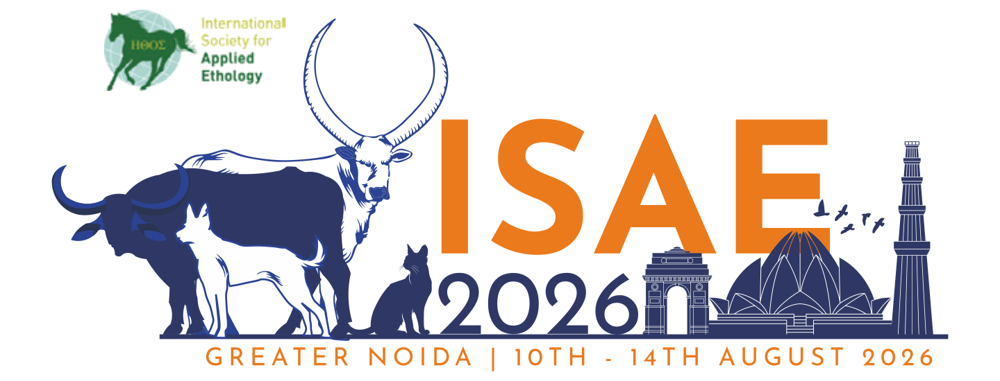 ΗΘΟΣ
International
Society for
Applied
Ethology
ISAE
2026
GREATER NOIDA | 10TH - 14TH AUGUST 2026